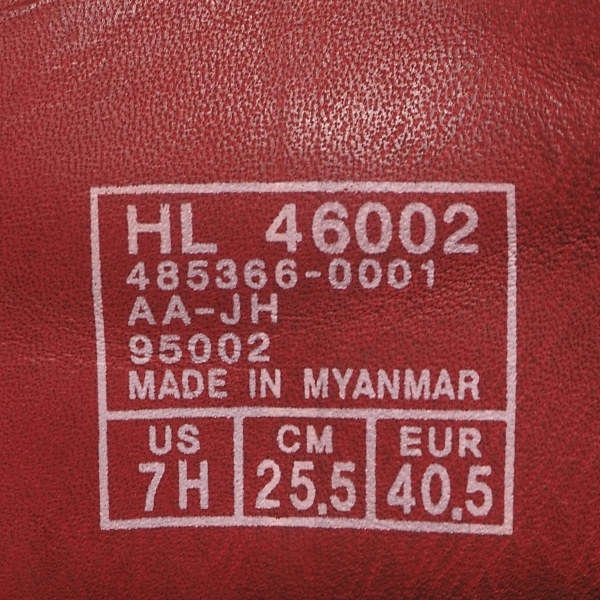 HL 46002
485366-0001
AA-JH
95002
MADE IN MYANMAR
US CM EUR
7H 25.5 40.5